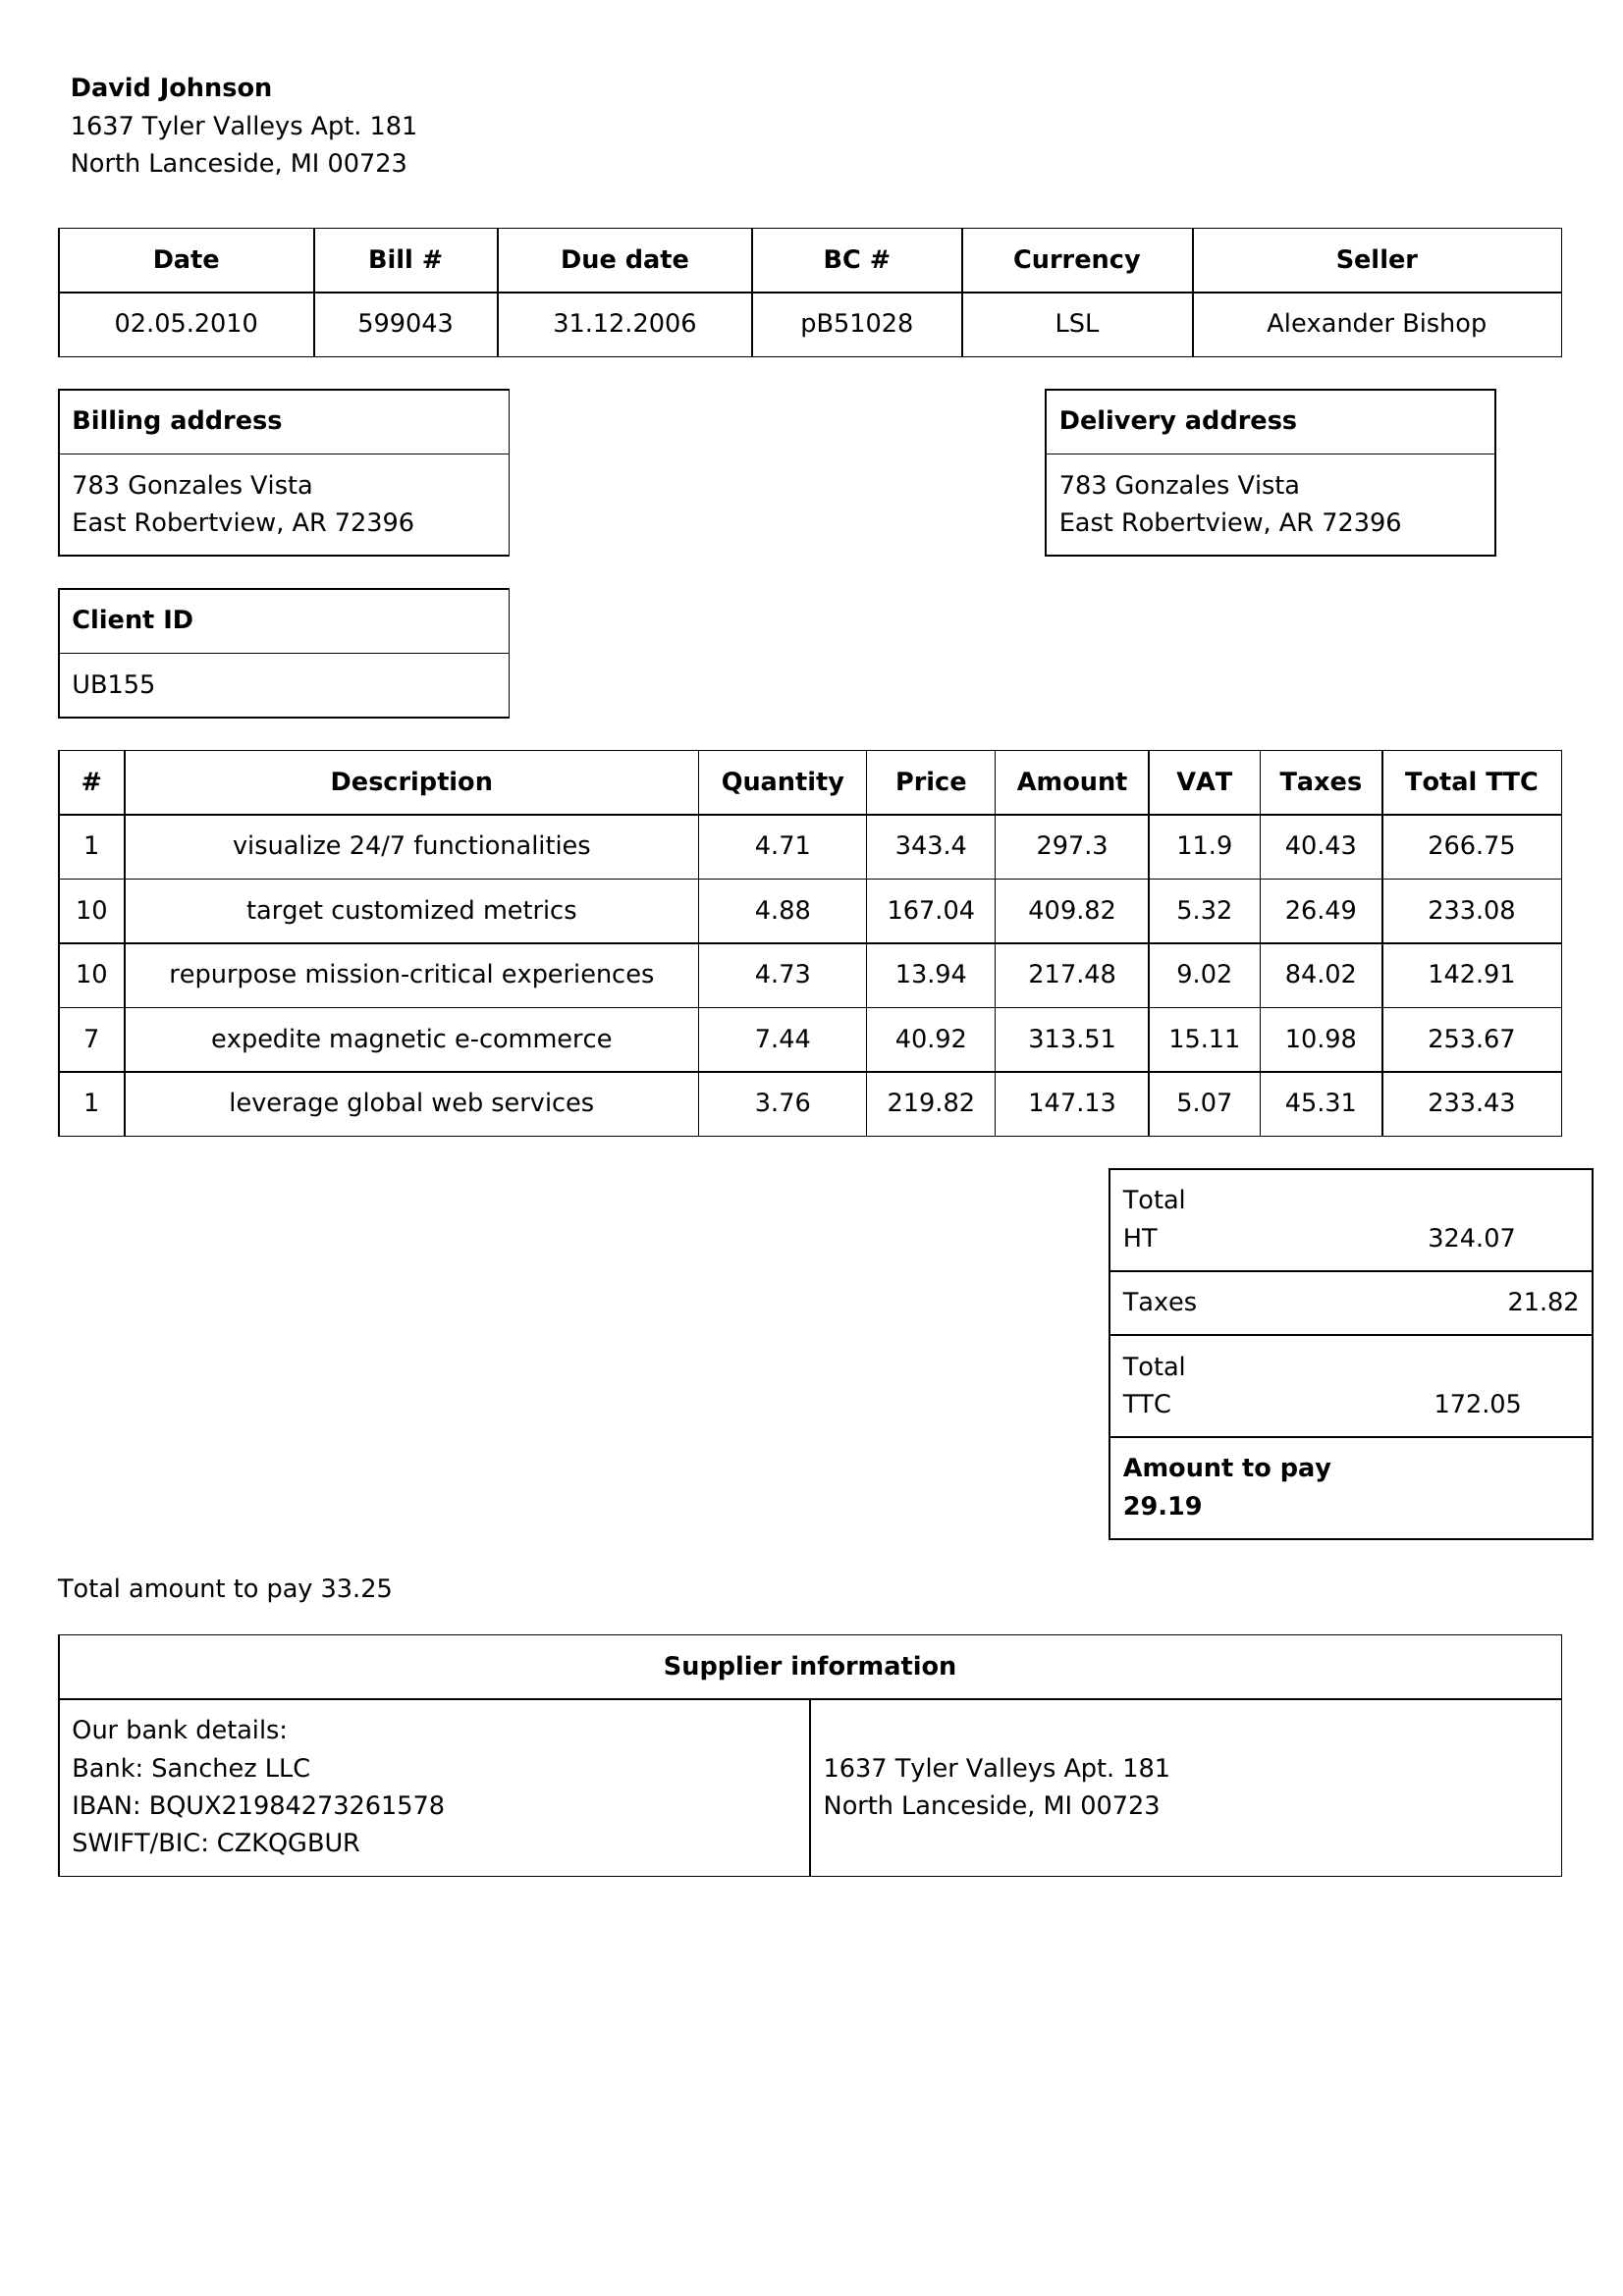 David Johnson
1637 Tyler Valleys Apt. 181
North Lanceside, MI 00723
Date Bill # Due date BC # Currency Seller
02.05.2010 599043 31.12.2006 pB51028 LSL Alexander Bishop
Billing address
783 Gonzales Vista
East Robertview, AR 72396
Delivery address
783 Gonzales Vista
East Robertview, AR 72396
Client ID
UB155
# Description Quantity Price Amount VAT Taxes Total TTC
1 visualize 24/7 functionalities 4.71 343.4 297.3 11.9 40.43 266.75
10 target customized metrics 4.88 167.04 409.82 5.32 26.49 233.08
10 repurpose mission-critical experiences 4.73 13.94 217.48 9.02 84.02 142.91
7 expedite magnetic e-commerce 7.44 40.92 313.51 15.11 10.98 253.67
1 leverage global web services 3.76 219.82 147.13 5.07 45.31 233.43
Total
HT 324.07
Taxes 21.82
Total
TTC 172.05
Amount to pay
29.19
Total amount to pay 33.25
Supplier information
Our bank details:
Bank: Sanchez LLC
IBAN: BQUX21984273261578
SWIFT/BIC: CZKQGBUR
1637 Tyler Valleys Apt. 181
North Lanceside, MI 00723